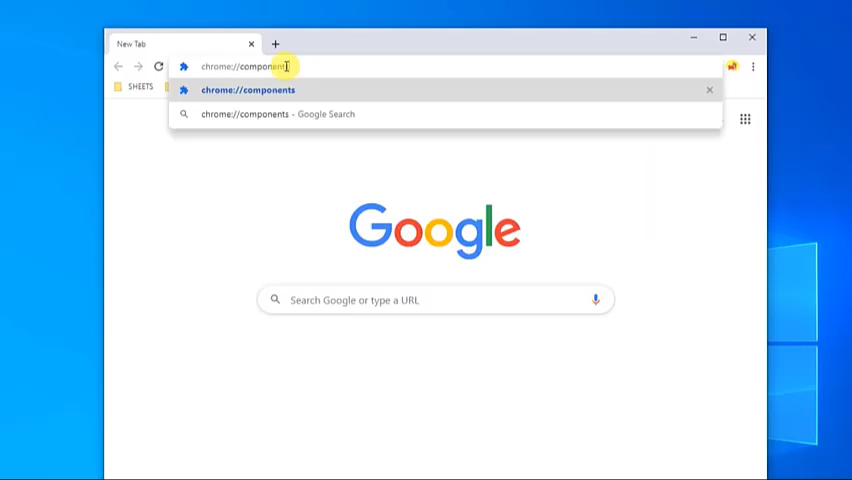 New Tab
chrome://components
SHEETS
chrome://components
chrome://components - Google Search
Google
Search Google or type a URL